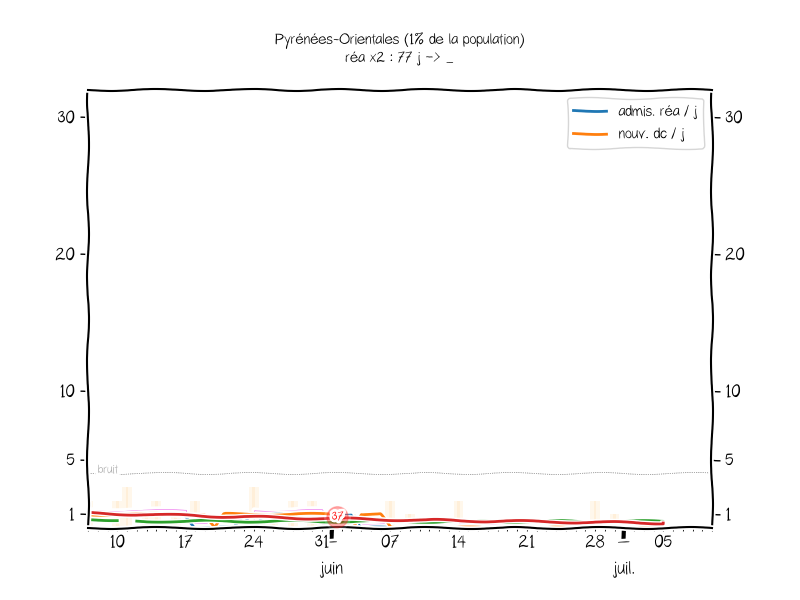 Pyrénées-Orientales (1% de la population)
réa x2 : 77 j -> _
admis. réa / j
nouv. dc / j
30
30
20
20
10
10
5
5
bruit
1
1
37
10
17
24
31
07
14
21
28
05
juin
juil.